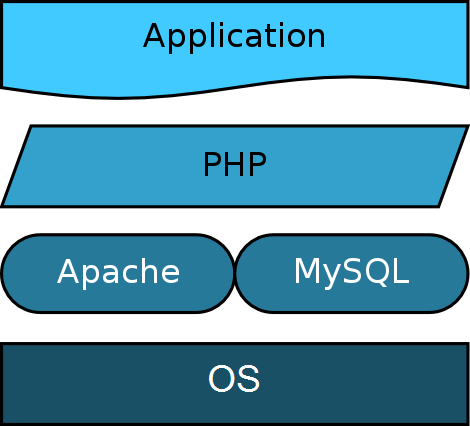 Application
PHP
Apache MySQL
OS